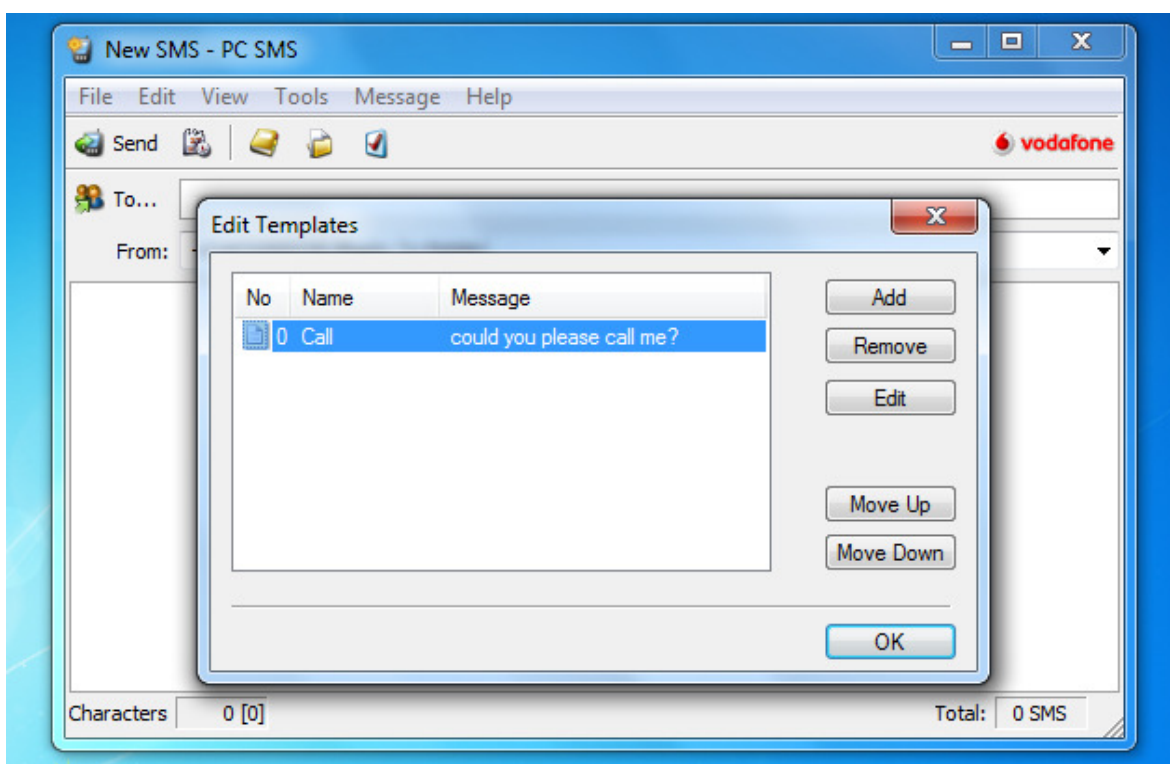 New SMS - PC SMS
File Edit View Tools Message Help
Send
vodafone
To...
From:
Edit Templates
No Name Message
0 Call could you please call me?
Add
Remove
Edit
Move Up
Move Down
OK
Characters 0 [0] Total: 0 SMS